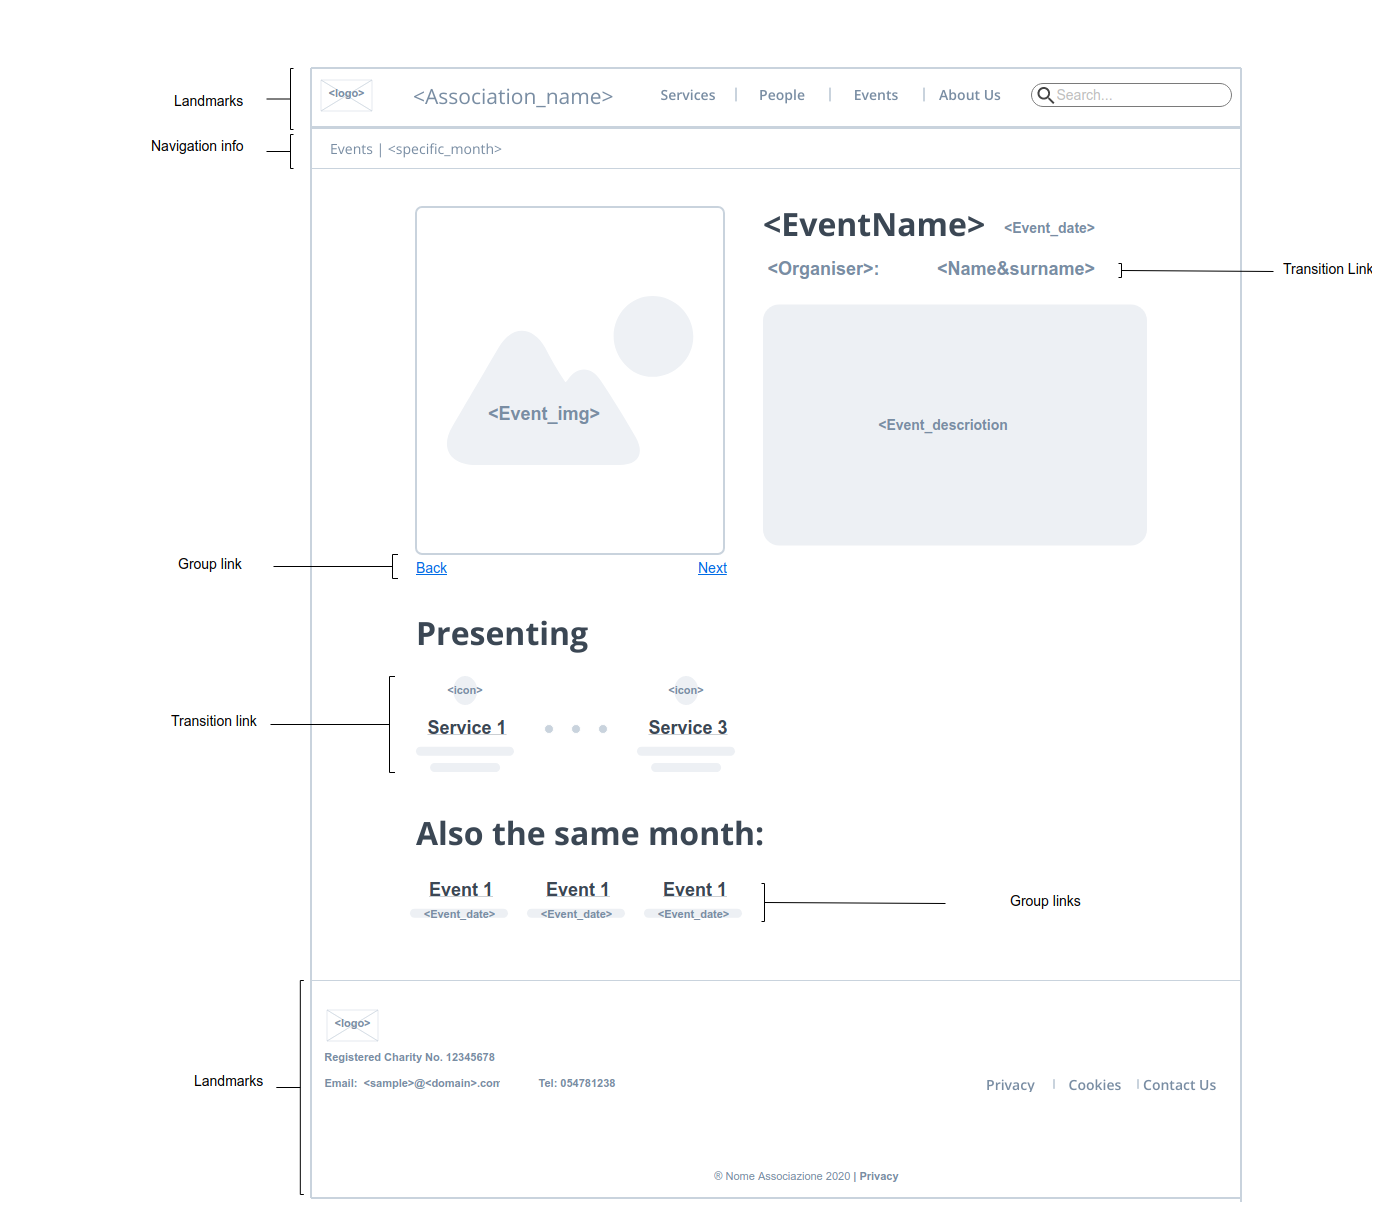 Landmarks
<logo>
<Association_name>
Services | People | Events | About Us
Search...
Navigation info
Events | <specific_month>
<EventName>
<Event_date>
<Organiser>: <Name&surname>
Transition Link
<Event_img>
<Event_descriotion
Group link
Back
Next
Presenting
<icon>
<icon>
Transition link
Service 1
Service 3
Also the same month:
Event 1
Event 1
Event 1
<Event_date>
<Event_date>
<Event_date>
Group links
<logo>
Registered Charity No. 12345678
Landmarks
Email: <sample>@<domain>.com
Tel: 054781238
Privacy | Cookies | Contact Us
® Nome Associazione 2020 | Privacy